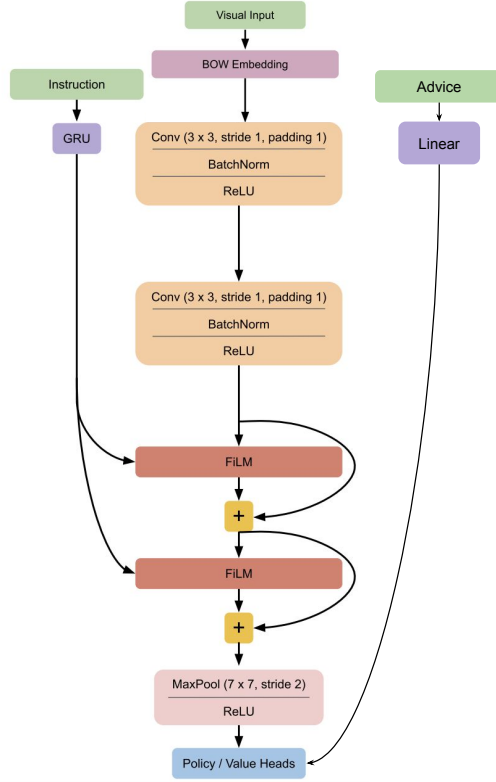 Visual Input
BOW Embedding
Instruction
Advice
GRU
Linear
Conv (3 x 3, stride 1, padding 1)
BatchNorm
ReLU
Conv (3 x 3, stride 1, padding 1)
BatchNorm
ReLU
FiLM
+
FiLM
+
MaxPool (7 x 7, stride 2)
ReLU
Policy / Value Heads